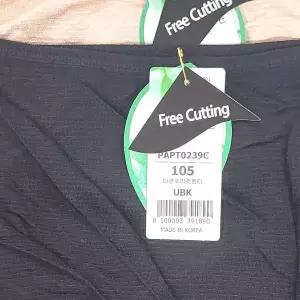 Free Cutting
Free Cutting
PAPT0239C
105
UBK
MADE IN KOREA